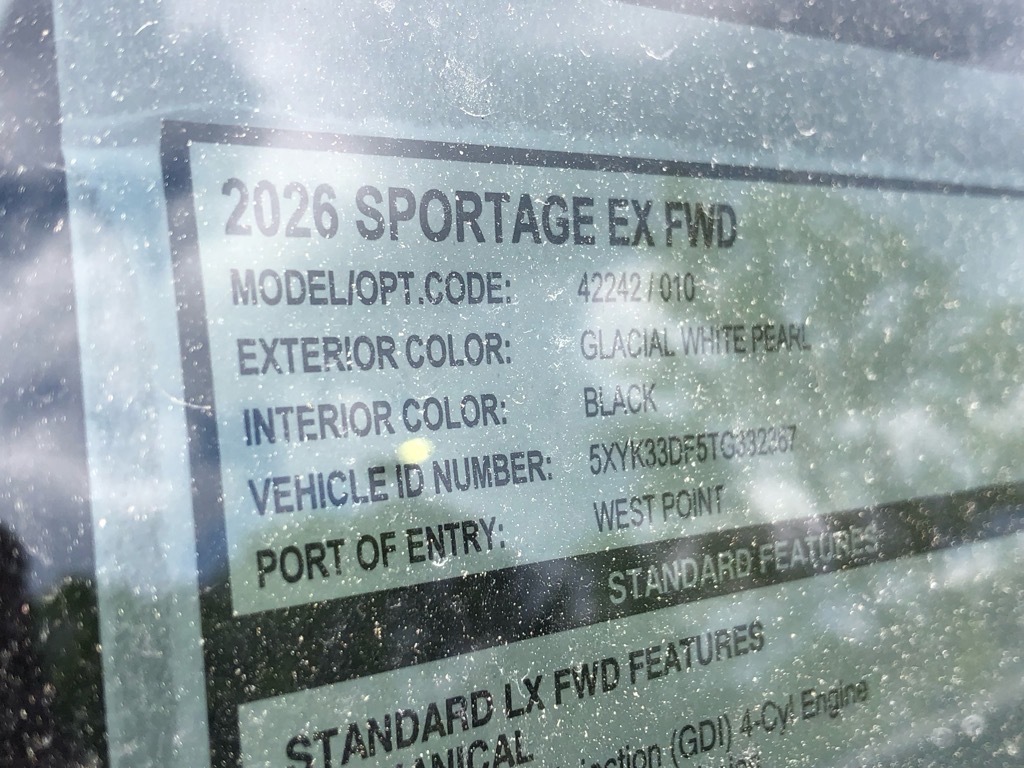 2026 SPORTAGE EX FWD
MODEL/OPT.CODE: 42242 / 010
EXTERIOR COLOR: GLACIAL WHITE PEARL
INTERIOR COLOR: BLACK
VEHICLE ID NUMBER: 5XYK33DF5TG332267
PORT OF ENTRY: WEST POINT
STANDARD FEATURES
STANDARD LX FWD FEATURES
(GDI) 4-Cyl Engine